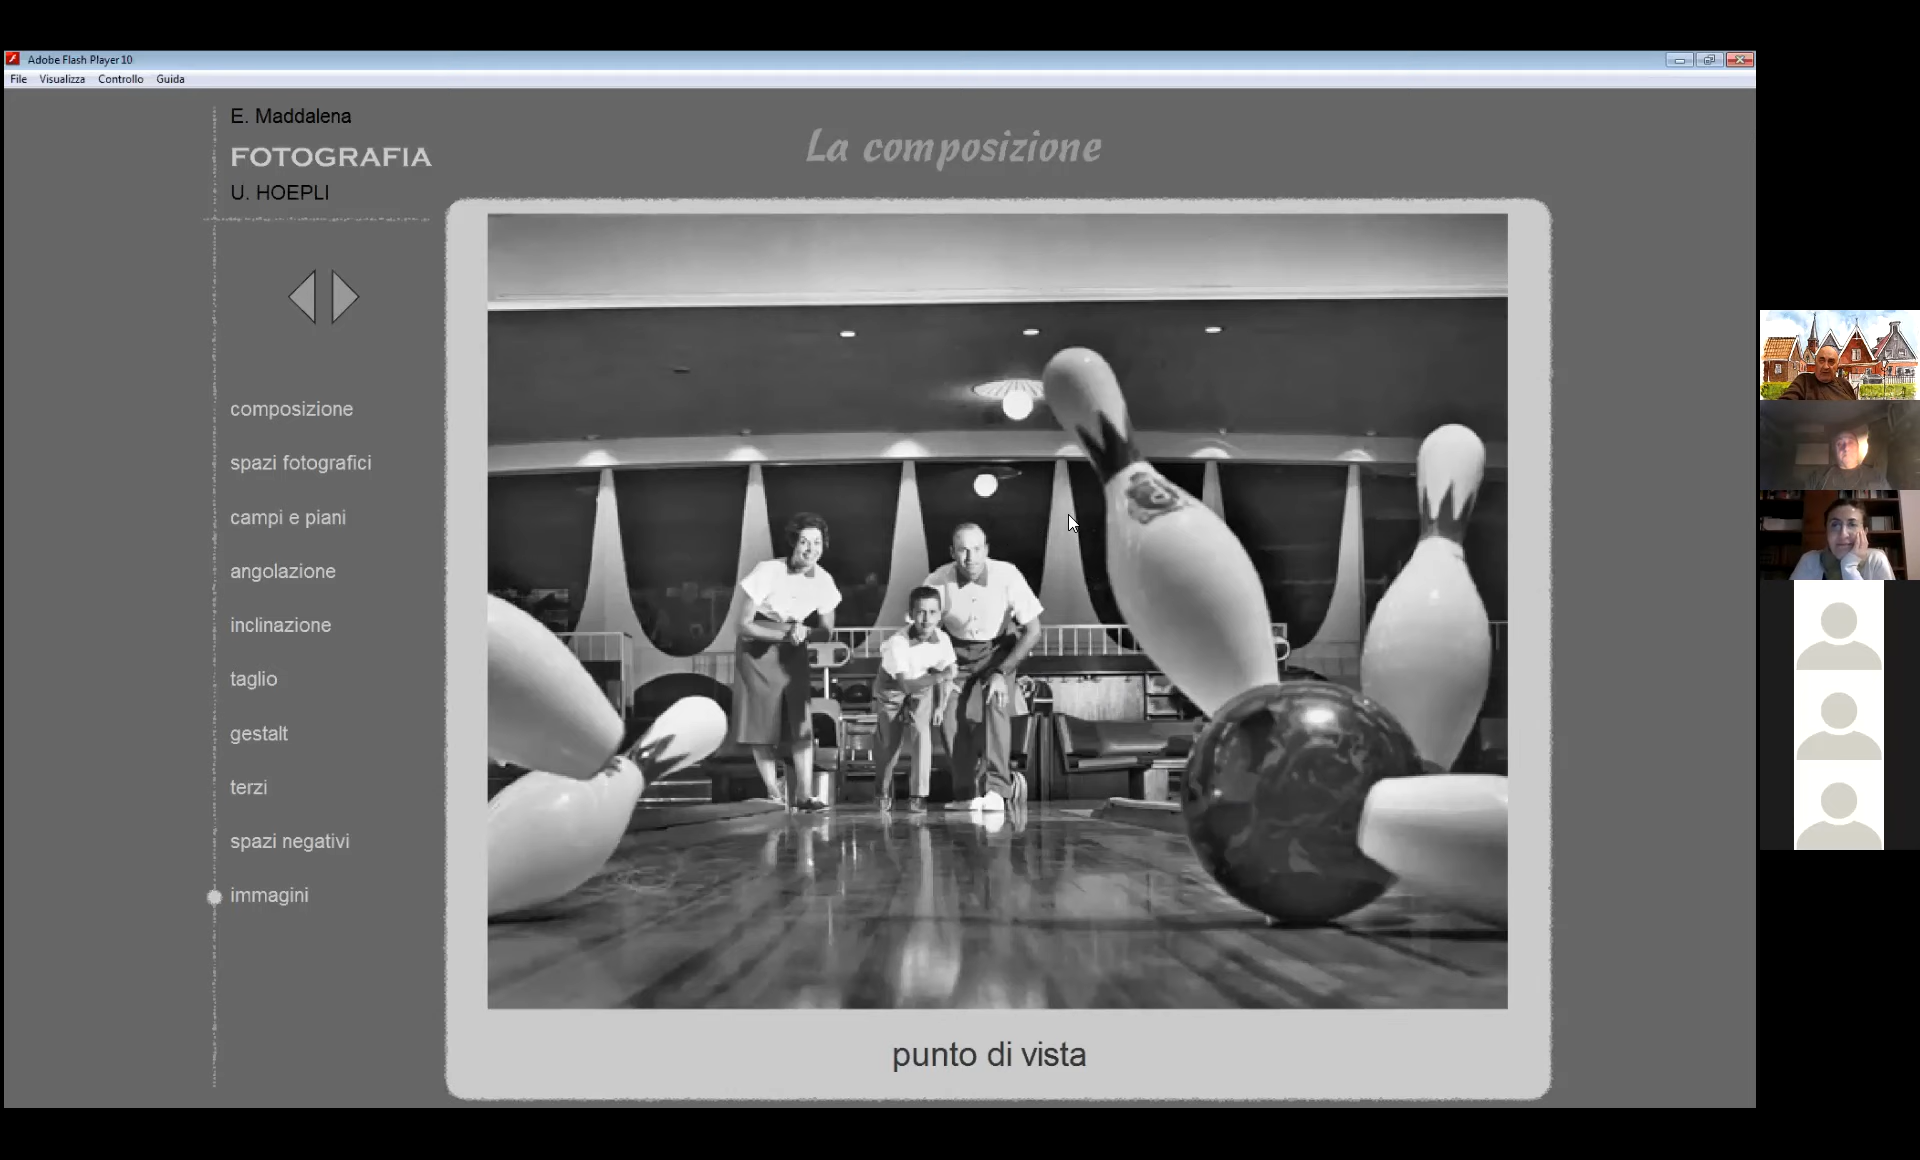 Adobe Flash Player 10
File Visualizza Controllo Guida
E. Maddalena
FOTOGRAFIA
U. HOEPLI
La composizione
composizione
spazi fotografici
campi e piani
angolazione
inclinazione
taglio
gestalt
terzi
spazi negativi
immagini
punto di vista